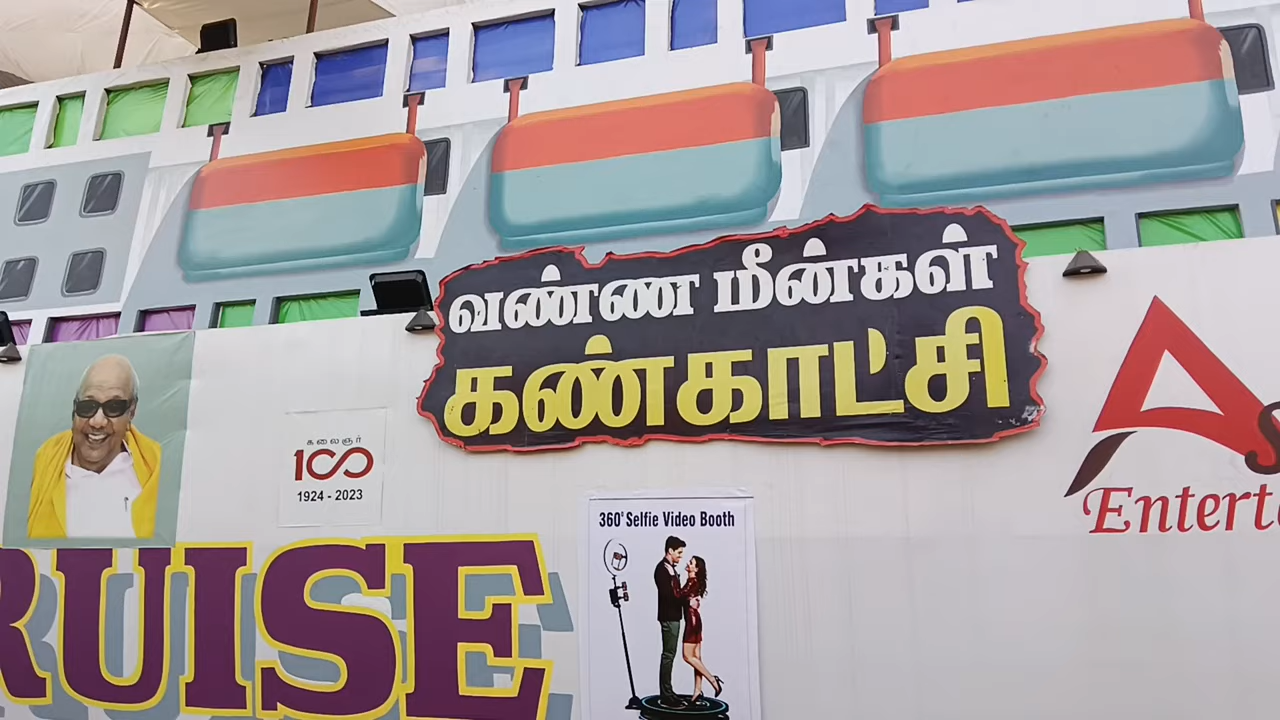 வண்ண மீன்கள்
கண்காட்சி
கலைஞர்
100
1924 - 2023
360° Selfie Video Booth
RUISE
A
Entert